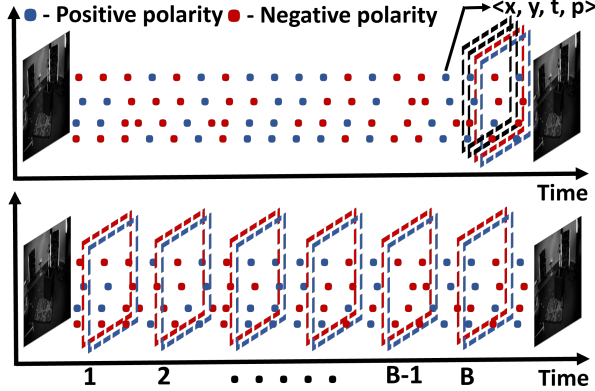 - Positive polarity - Negative polarity <x, y, t, p>
Time
1 2 ..... B-1 B
Time